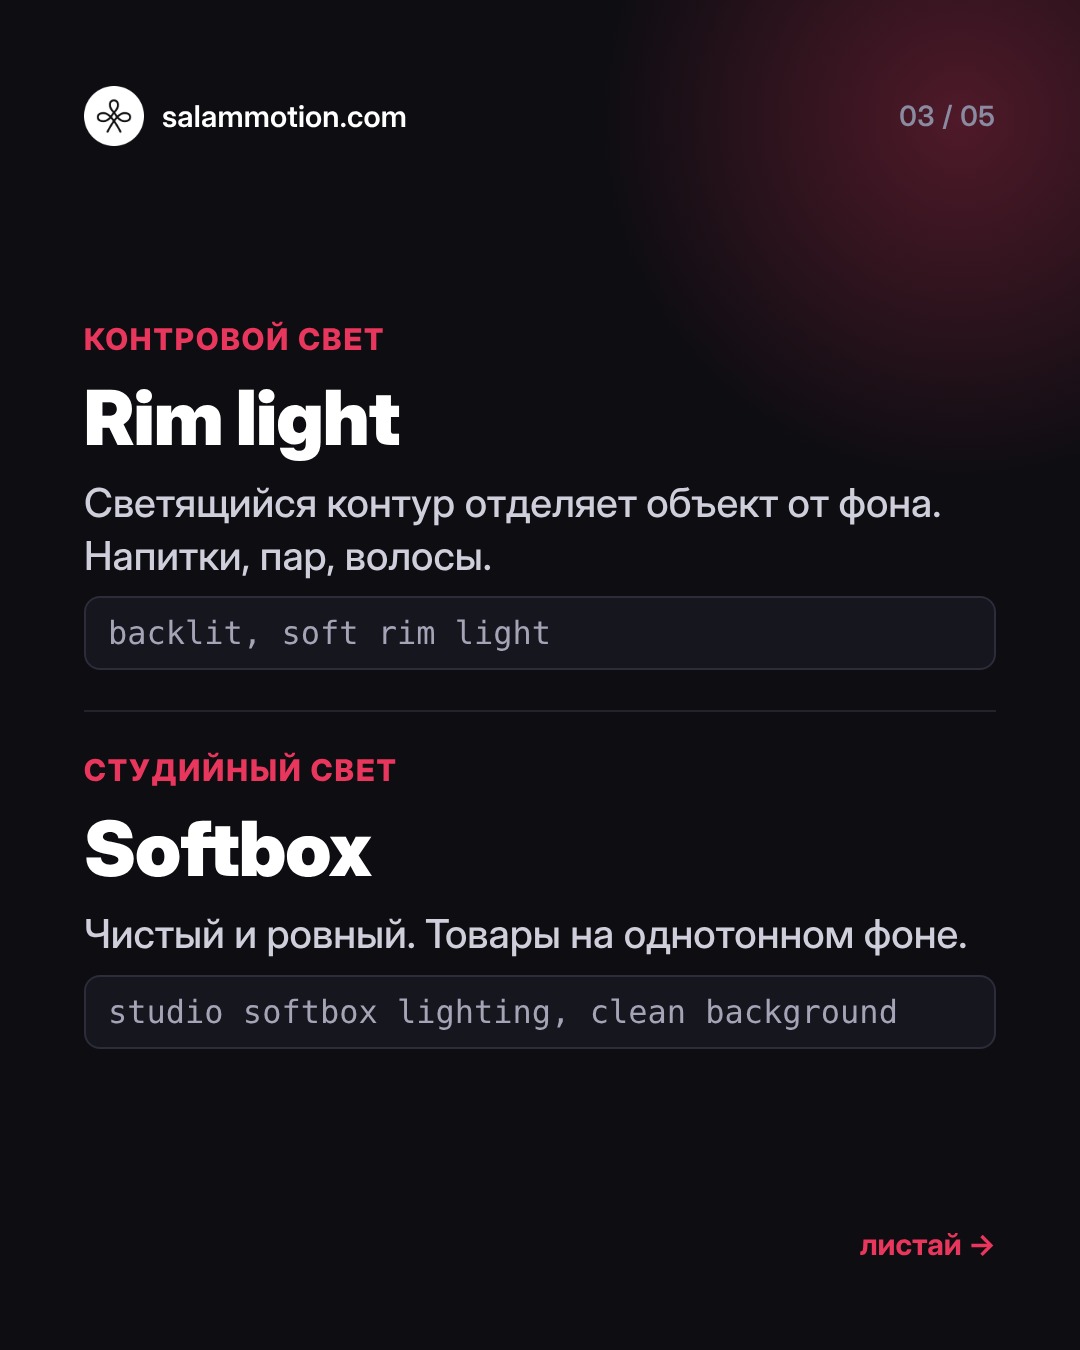 salammotion.com
03 / 05
КОНТРОВОЙ СВЕТ
Rim light
Светящийся контур отделяет объект от фона.
Напитки, пар, волосы.
backlit, soft rim light
СТУДИЙНЫЙ СВЕТ
Softbox
Чистый и ровный. Товары на однотонном фоне.
studio softbox lighting, clean background
листай →